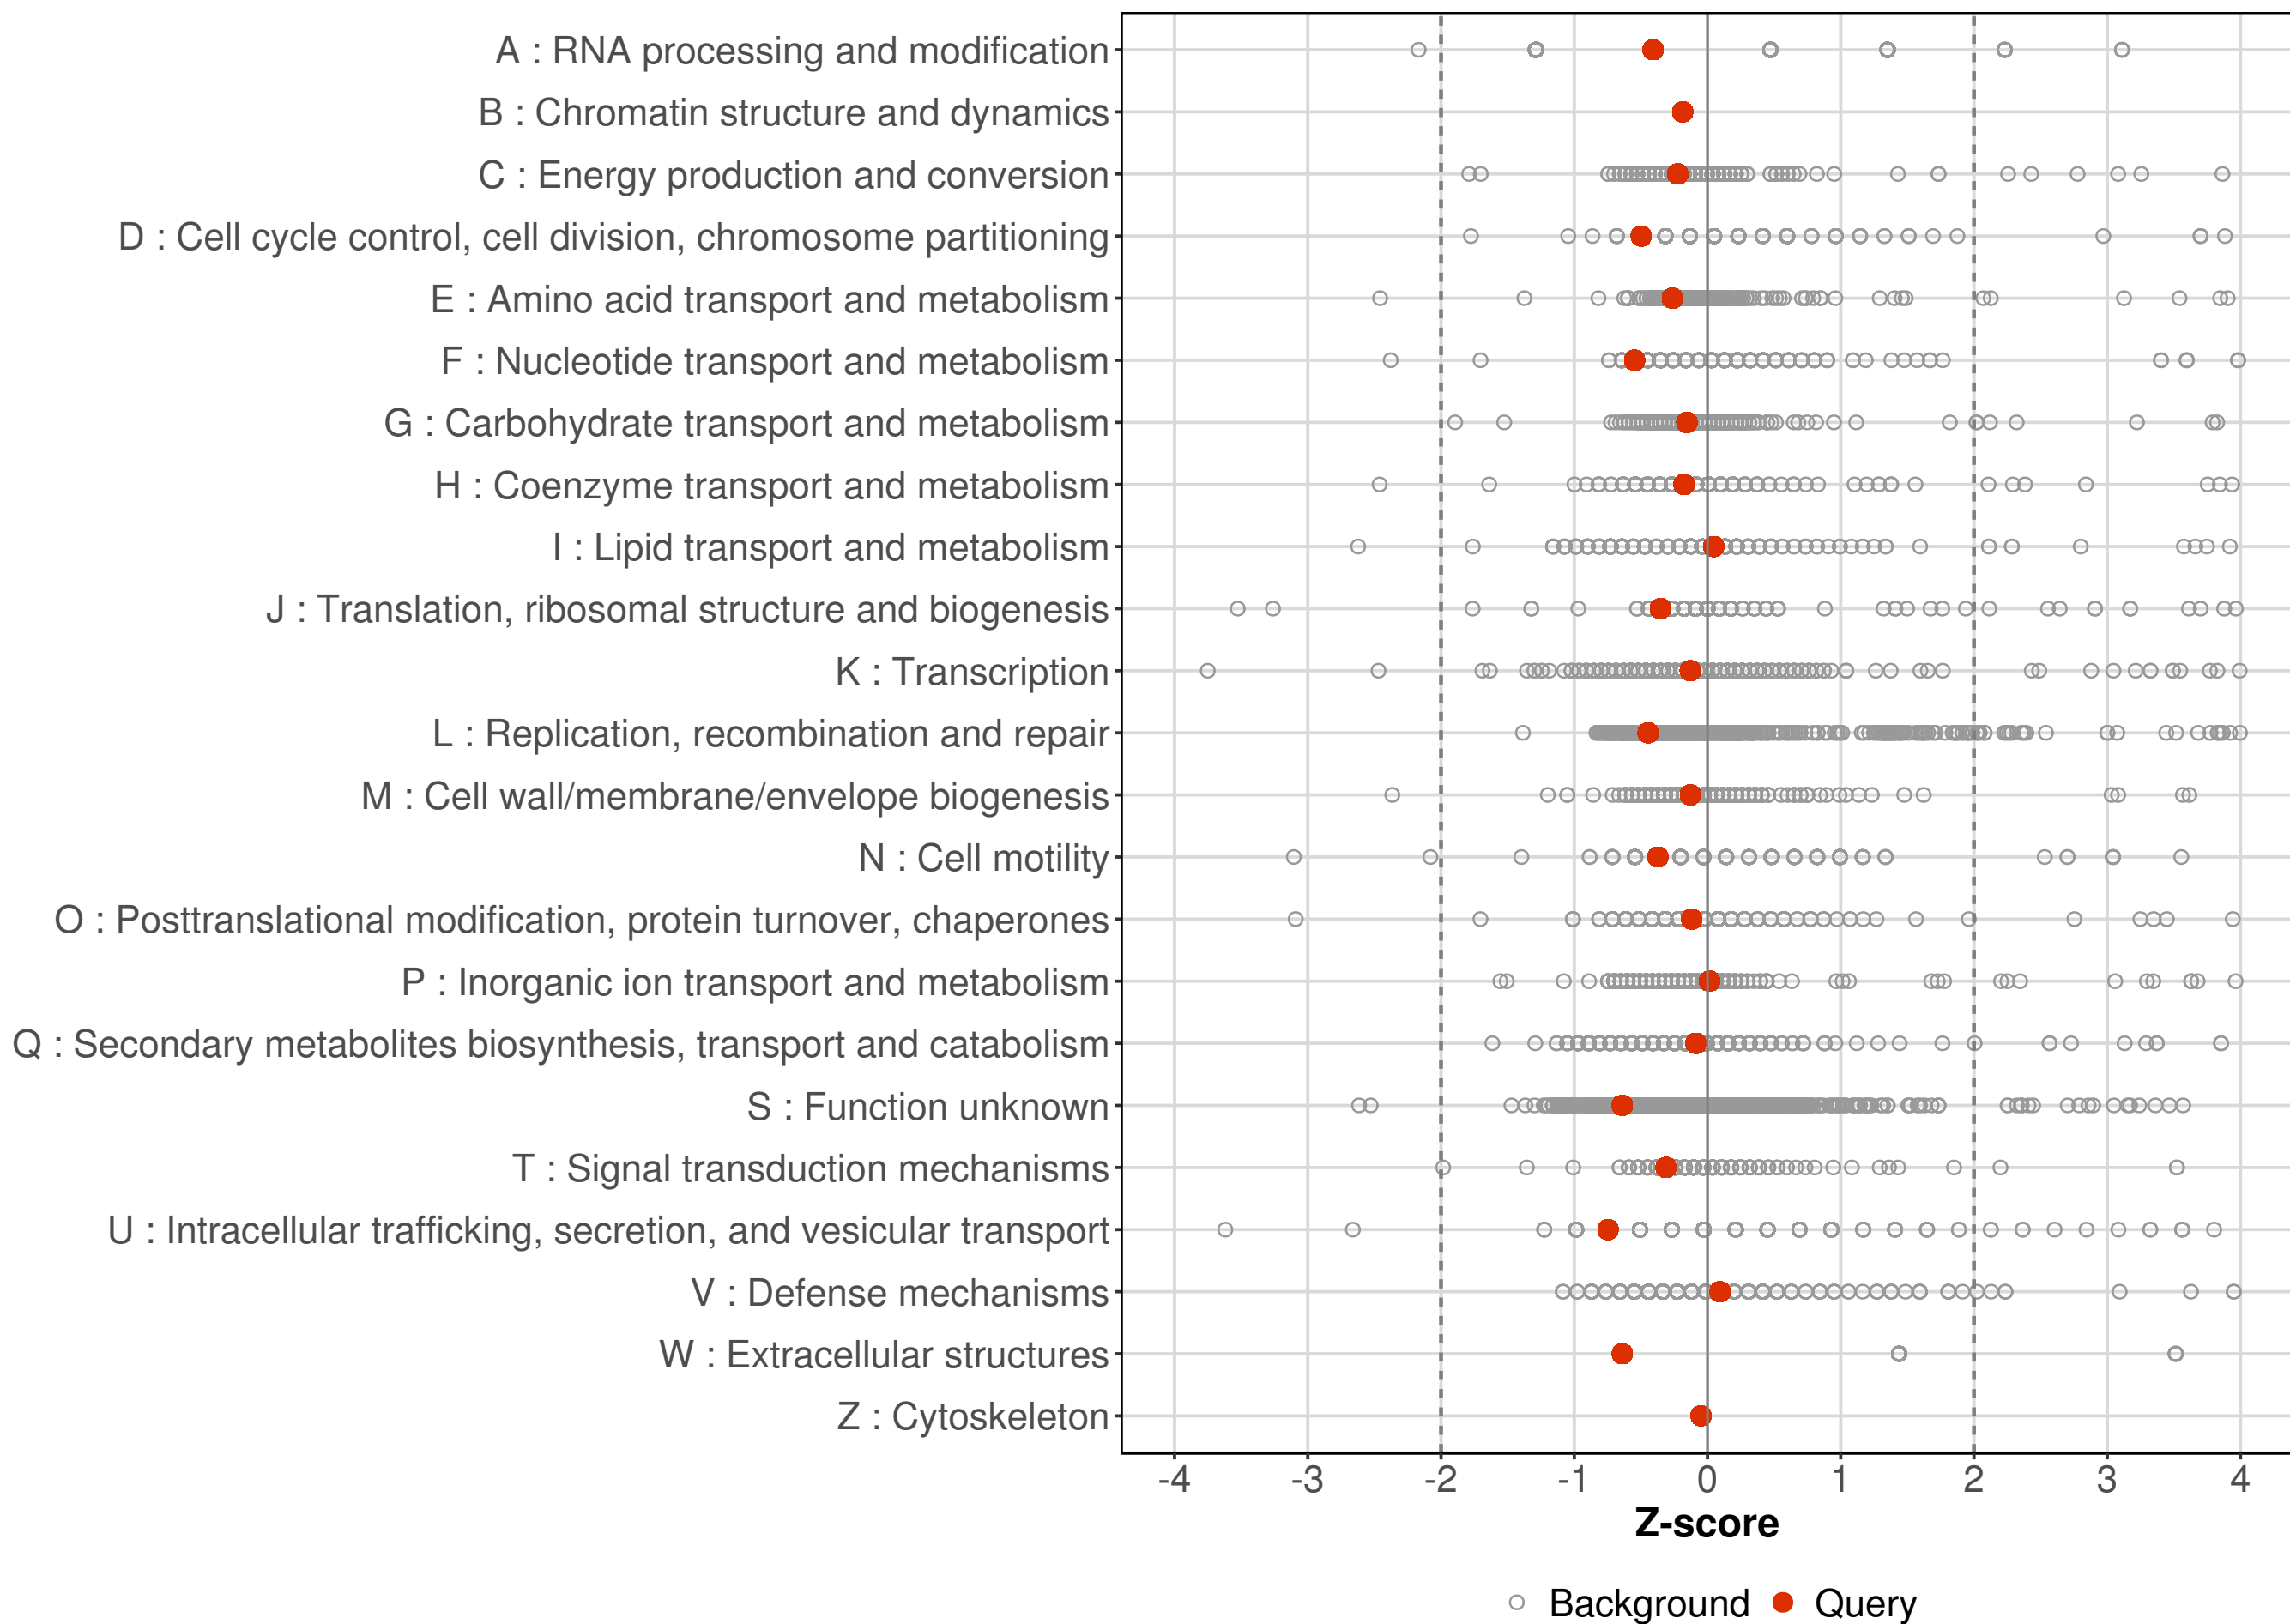 A : RNA processing and modification
B : Chromatin structure and dynamics
C : Energy production and conversion
D : Cell cycle control, cell division, chromosome partitioning
E : Amino acid transport and metabolism
F : Nucleotide transport and metabolism
G : Carbohydrate transport and metabolism
H : Coenzyme transport and metabolism
I : Lipid transport and metabolism
J : Translation, ribosomal structure and biogenesis
K : Transcription
L : Replication, recombination and repair
M : Cell wall/membrane/envelope biogenesis
N : Cell motility
O : Posttranslational modification, protein turnover, chaperones
P : Inorganic ion transport and metabolism
Q : Secondary metabolites biosynthesis, transport and catabolism
S : Function unknown
T : Signal transduction mechanisms
U : Intracellular trafficking, secretion, and vesicular transport
V : Defense mechanisms
W : Extracellular structures
Z : Cytoskeleton
-4 -3 -2 -1 0 1 2 3 4
Z-score
Background Query